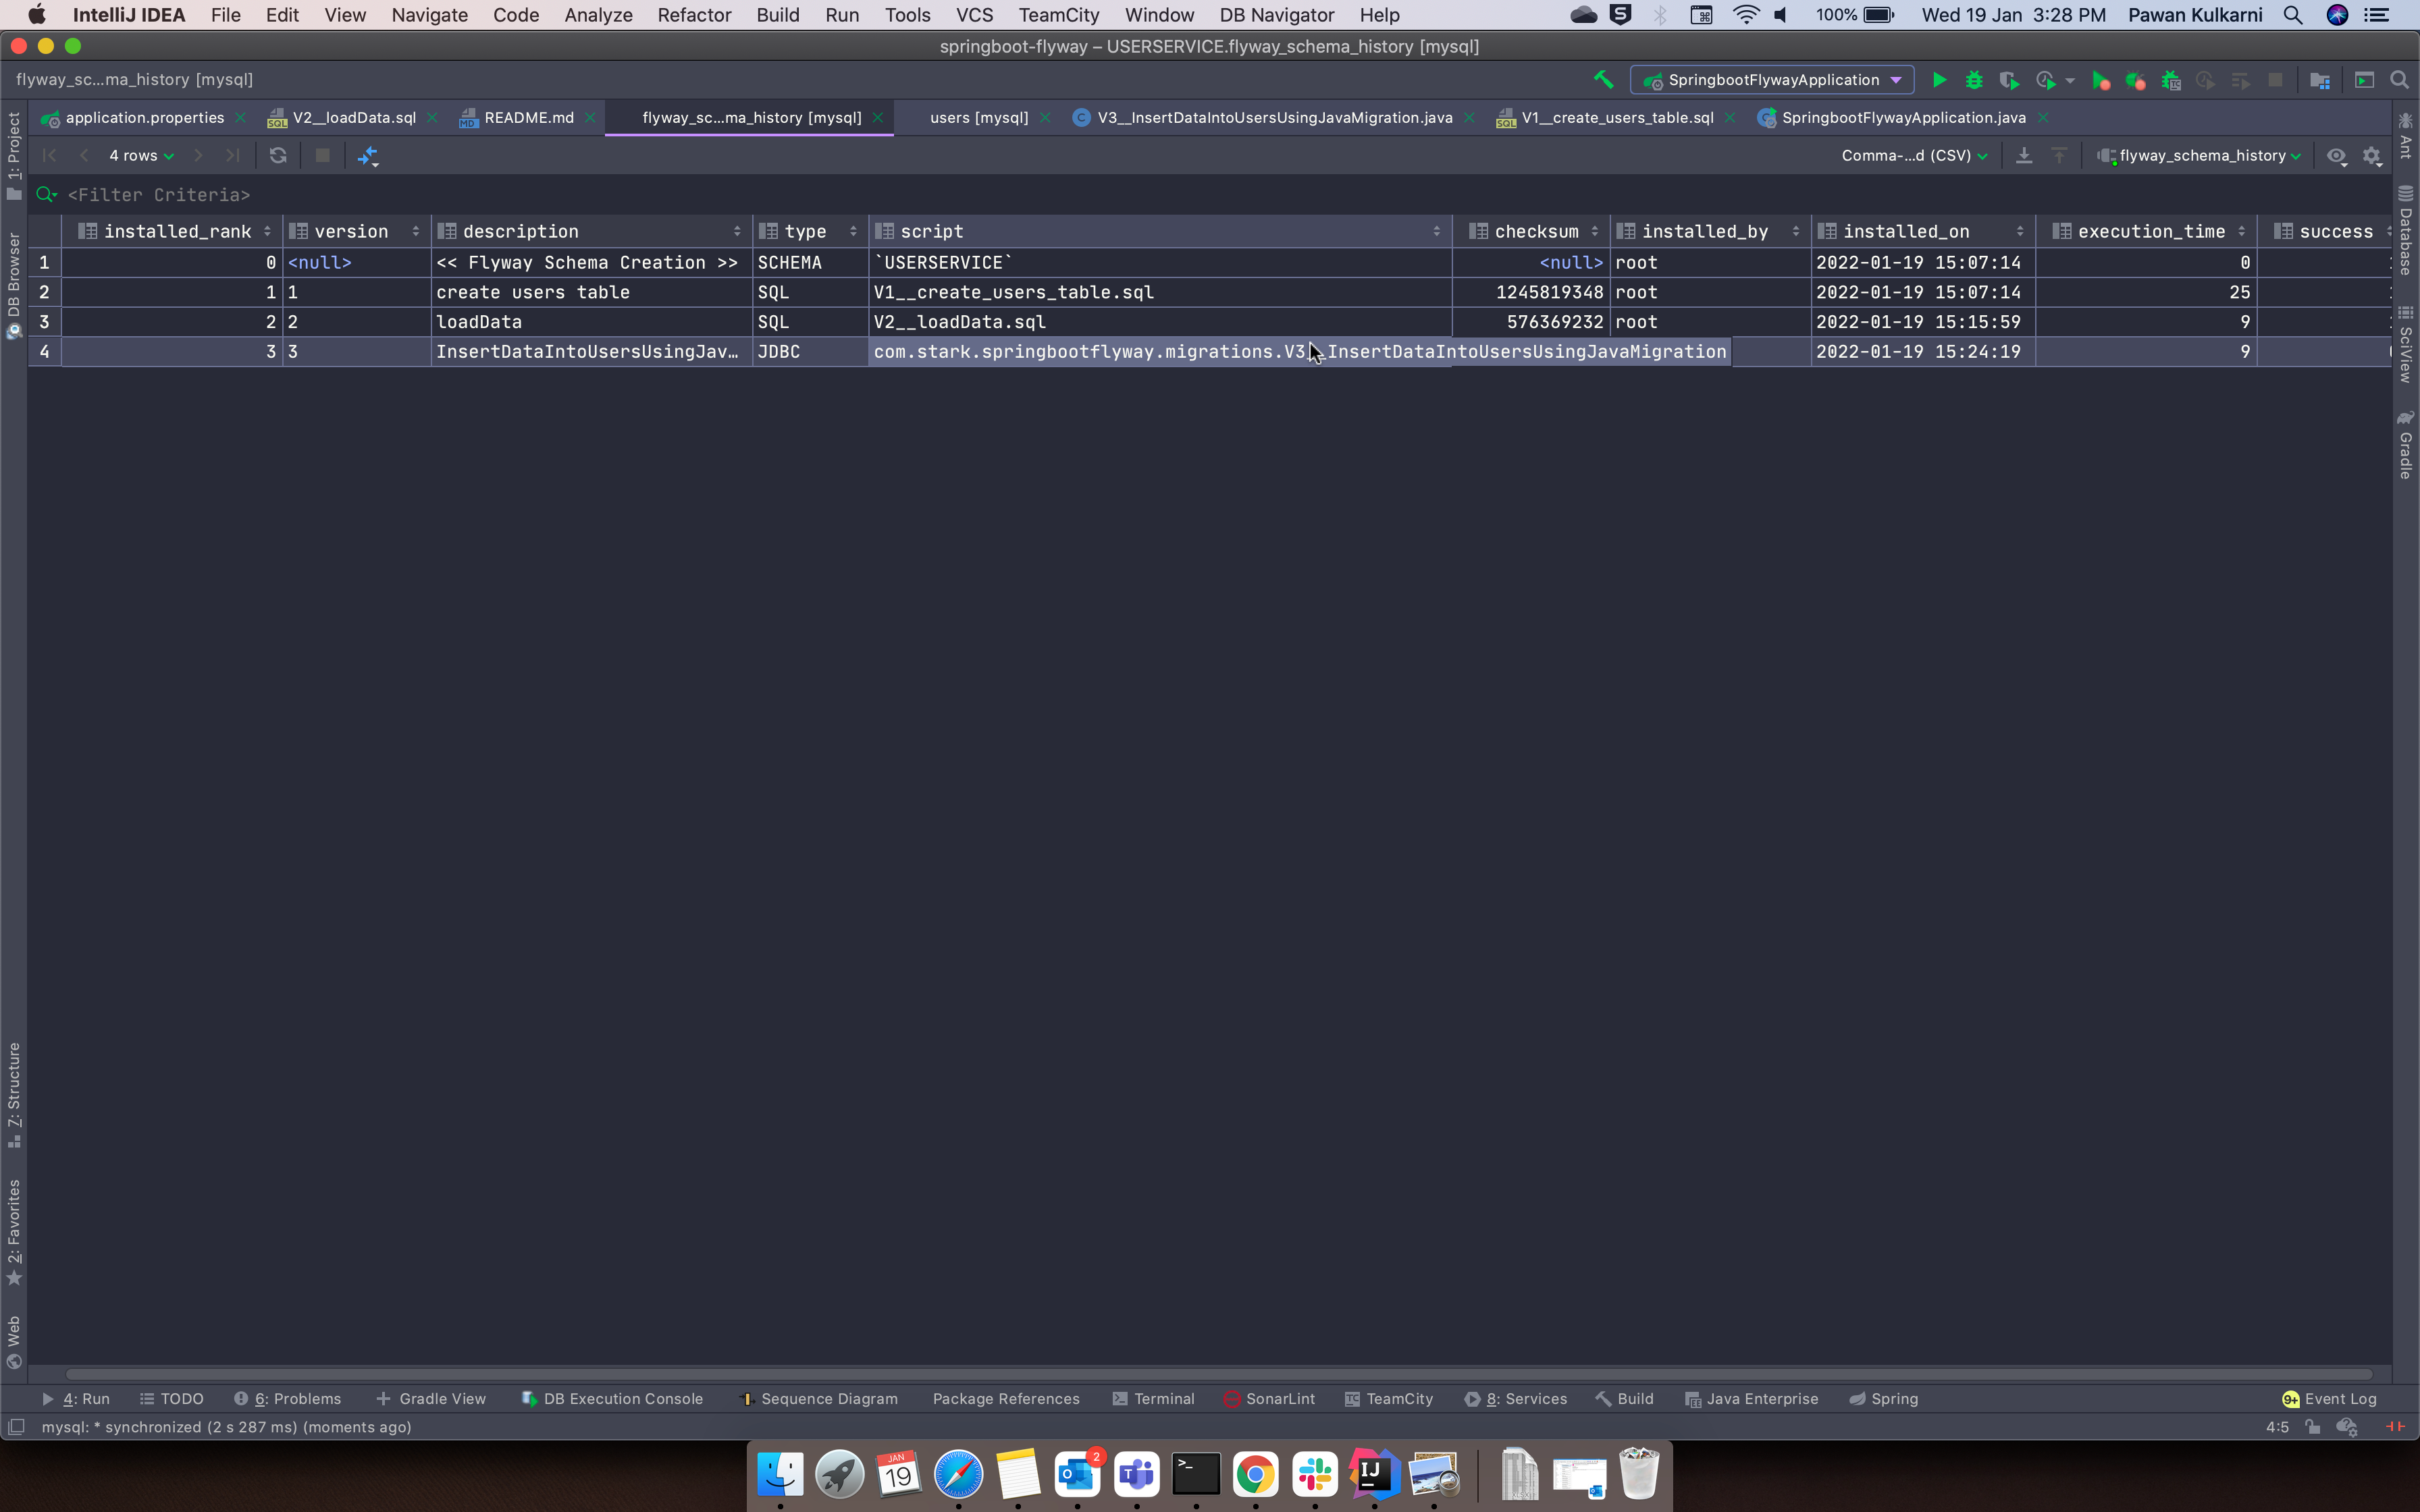 IntelliJ IDEA File Edit View Navigate Code Analyze Refactor Build Run Tools VCS TeamCity Window DB Navigator Help 100% Wed 19 Jan 3:28 PM Pawan Kulkarni
springboot-flyway – USERSERVICE.flyway_schema_history [mysql]
flyway_sc...ma_history [mysql] SpringbootFlywayApplication
application.properties V2__loadData.sql README.md flyway_sc...ma_history [mysql] users [mysql] V3__InsertDataIntoUsersUsingJavaMigration.java V1__create_users_table.sql SpringbootFlywayApplication.java
4 rows Comma-...d (CSV) flyway_schema_history
<Filter Criteria>
installed_rank version description type script checksum installed_by installed_on execution_time success
1 0 <null> << Flyway Schema Creation >> SCHEMA `USERSERVICE` <null> root 2022-01-19 15:07:14 0
2 1 1 create users table SQL V1__create_users_table.sql 1245819348 root 2022-01-19 15:07:14 25
3 2 2 loadData SQL V2__loadData.sql 576369232 root 2022-01-19 15:15:59 9
4 3 3 InsertDataIntoUsersUsingJav… JDBC com.stark.springbootflyway.migrations.V3__InsertDataIntoUsersUsingJavaMigration 2022-01-19 15:24:19 9
1: Project
DB Browser
7: Structure
2: Favorites
Web
Ant
Database
SciView
Gradle
4: Run TODO 6: Problems Gradle View DB Execution Console Sequence Diagram Package References Terminal SonarLint TeamCity 8: Services Build Java Enterprise Spring 9+ Event Log
mysql: * synchronized (2 s 287 ms) (moments ago) 4:5
JAN
19
2
IJ